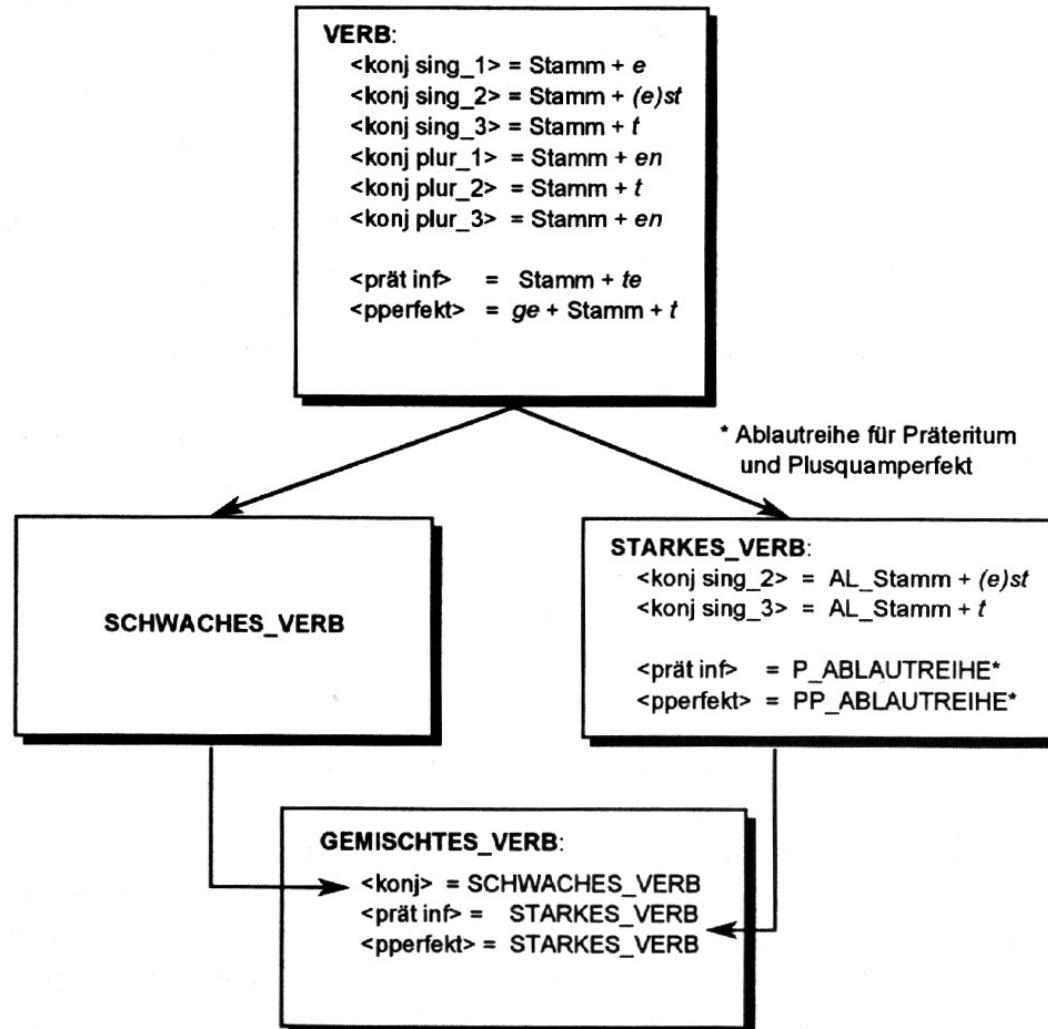 VERB:
<konj sing_1> = Stamm + e
<konj sing_2> = Stamm + (e)st
<konj sing_3> = Stamm + t
<konj plur_1> = Stamm + en
<konj plur_2> = Stamm + t
<konj plur_3> = Stamm + en
<prät inf> = Stamm + te
<pperfekt> = ge + Stamm + t
* Ablautreihe für Präteritum
und Plusquamperfekt
SCHWACHES_VERB
STARKES_VERB:
<konj sing_2> = AL_Stamm + (e)st
<konj sing_3> = AL_Stamm + t
<prät inf> = P_ABLAUTREIHE*
<pperfekt> = PP_ABLAUTREIHE*
GEMISCHTES_VERB:
<konj> = SCHWACHES_VERB
<prät inf> = STARKES_VERB
<pperfekt> = STARKES_VERB